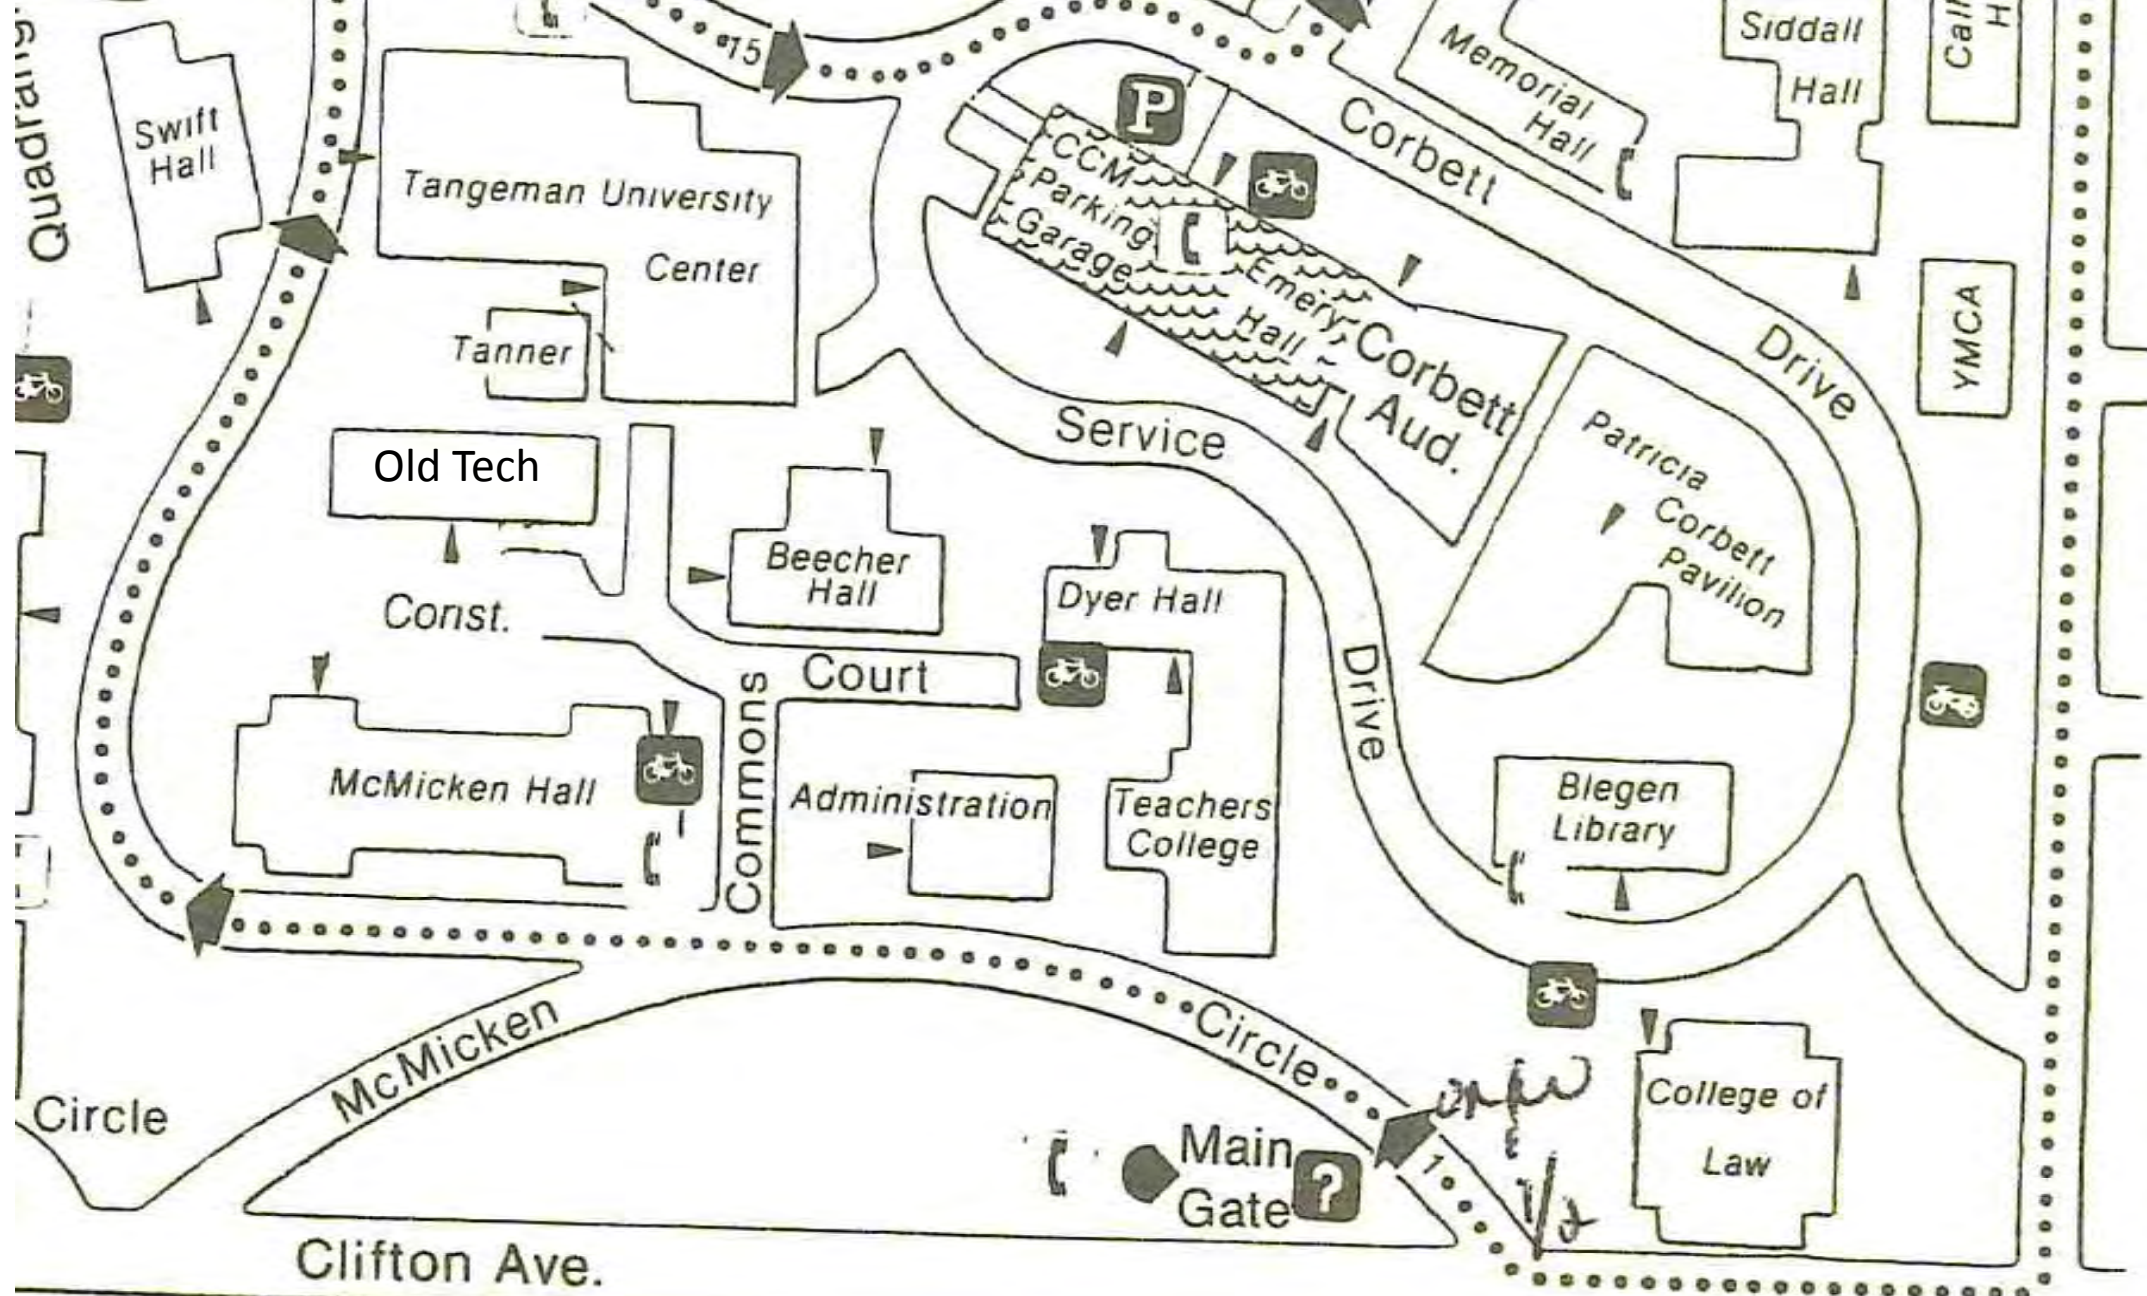 Quadrang
Swift
Hall
15
Tangeman University
Center
Tanner
Old Tech
Const.
Beecher
Hall
Dyer Hall
Court
Commons
McMicken Hall
Administration
Teachers
College
P
CCM
Parking
Garage
Emery
Hall
Corbett
Aud.
Memorial
Hall
Corbett
Drive
Siddall
Hall
Call
H
YMCA
Patricia
Corbett
Pavilion
Service
Drive
Blegen
Library
McMicken
Circle
Circle
Main
Gate
?
1
College of
Law
Clifton Ave.